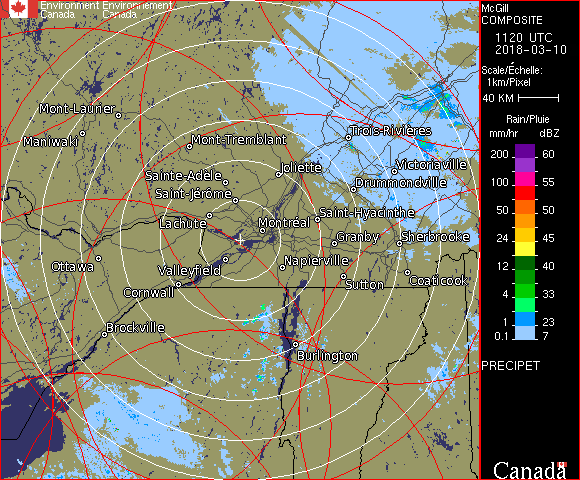 Environment Environnement
Canada Canada
McGill
COMPOSITE
1120 UTC
2018-03-10
Scale/Échelle:
1km/Pixel
40 KM
Rain/Pluie
mm/hr dBZ
200 60
100 55
50 50
24 45
12 40
4 33
1 23
0.1 7
PRECIPET
Canada
Mont-Laurier
Maniwaki
Mont-Tremblant
Trois-Rivières
Joliette
Victoriaville
Sainte-Adèle
Drummondville
Saint-Jérôme
Lachute
Saint-Hyacinthe
Montréal
Granby
Sherbrooke
Ottawa
Valleyfield
Napierville
Cornwall
Sutton
Coaticook
Brockville
Burlington